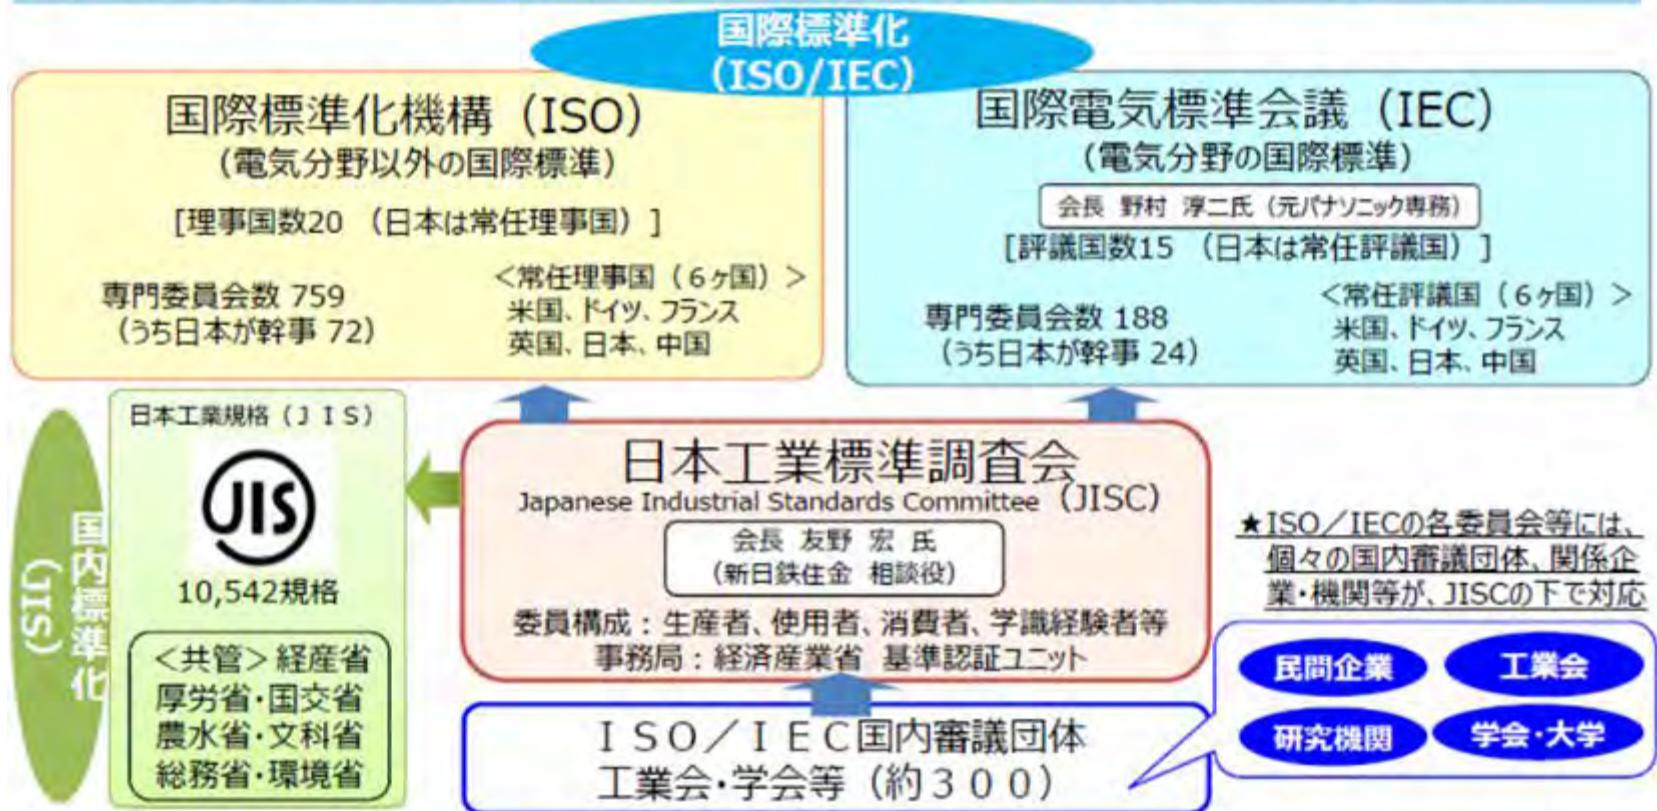 国際標準化
(ISO/IEC)
国際標準化機構（ISO）
（電気分野以外の国際標準）
[理事国数20 （日本は常任理事国）]
専門委員会数 759
（うち日本が幹事 72）
＜常任理事国（６ヶ国）＞
米国、ドイツ、フランス
英国、日本、中国
国際電気標準会議（IEC）
（電気分野の国際標準）
会長 野村 淳二氏（元パナソニック専務）
[評議国数15 （日本は常任評議国）]
専門委員会数 188
（うち日本が幹事 24）
＜常任評議国（６ヶ国）＞
米国、ドイツ、フランス
英国、日本、中国
国内標準化
(JIS)
日本工業規格（ＪＩＳ）
JIS
10,542規格
＜共管＞経産省
厚労省・国交省
農水省・文科省
総務省・環境省
日本工業標準調査会
Japanese Industrial Standards Committee（JISC）
会長 友野 宏 氏
（新日鉄住金 相談役）
委員構成：生産者、使用者、消費者、学識経験者等
事務局：経済産業省 基準認証ユニット
ＩＳＯ／ＩＥＣ国内審議団体
工業会・学会等（約３００）
★ISO／IECの各委員会等には、
個々の国内審議団体、関係企
業・機関等が、JISCの下で対応
民間企業
工業会
研究機関
学会・大学